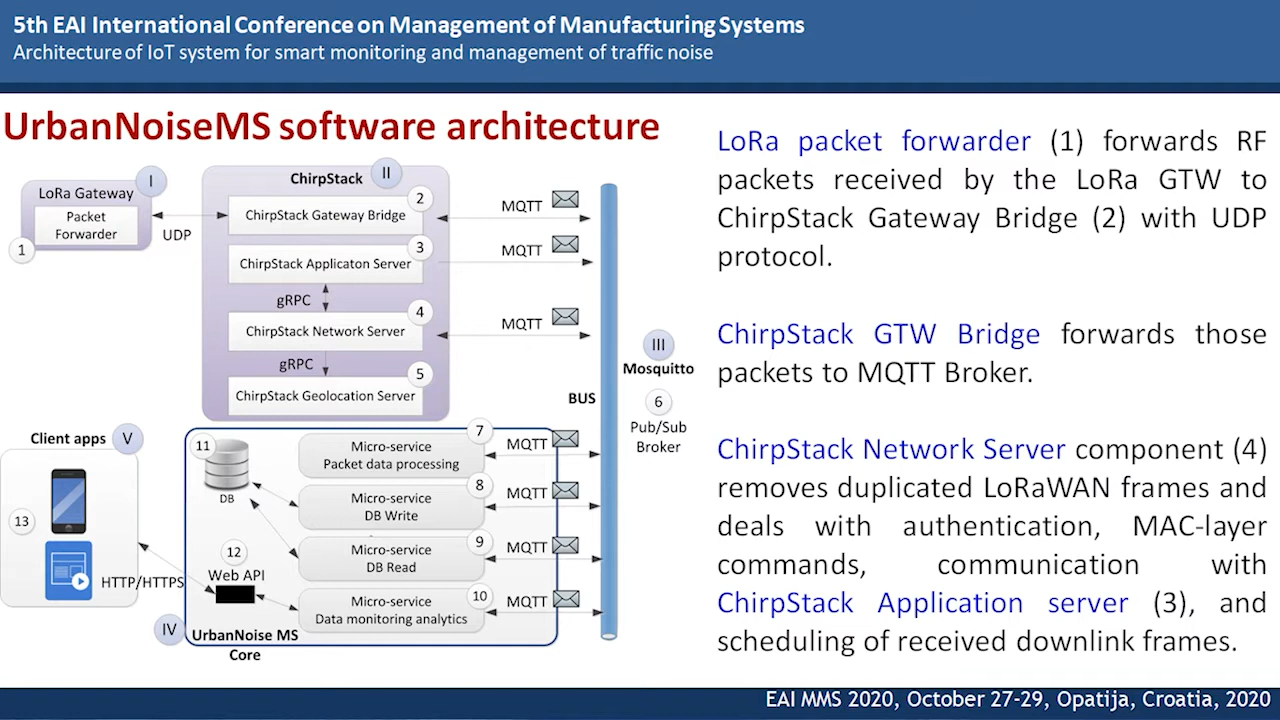 5th EAI International Conference on Management of Manufacturing Systems
Architecture of IoT system for smart monitoring and management of traffic noise
UrbanNoiseMS software architecture
I
LoRa Gateway
Packet
Forwarder
1
UDP
ChirpStack
II
ChirpStack Gateway Bridge
2
ChirpStack Applicaton Server
3
gRPC
ChirpStack Network Server
4
gRPC
ChirpStack Geolocation Server
5
MQTT
MQTT
MQTT
BUS
III
Mosquitto
6
Pub/Sub
Broker
Client apps
V
13
HTTP/HTTPS
11
DB
12
Web API
IV
UrbanNoise MS
Core
Micro-service
Packet data processing
7
MQTT
Micro-service
DB Write
8
MQTT
Micro-service
DB Read
9
MQTT
Micro-service
Data monitoring analytics
10
MQTT
LoRa packet forwarder (1) forwards RF
packets received by the LoRa GTW to
ChirpStack Gateway Bridge (2) with UDP
protocol.
ChirpStack GTW Bridge forwards those
packets to MQTT Broker.
ChirpStack Network Server component (4)
removes duplicated LoRaWAN frames and
deals with authentication, MAC-layer
commands, communication with
ChirpStack Application server (3), and
scheduling of received downlink frames.
EAI MMS 2020, October 27-29, Opatija, Croatia, 2020